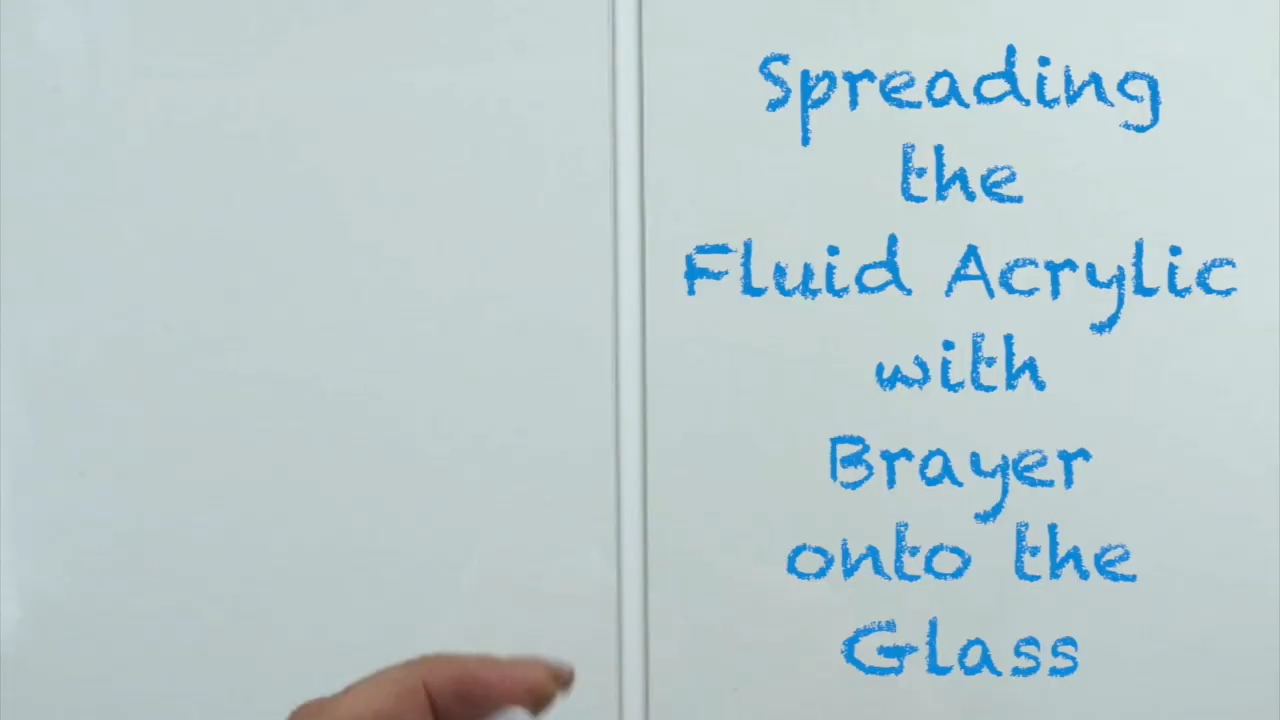 Spreading
the
Fluid Acrylic
with
Brayer
onto the
Glass